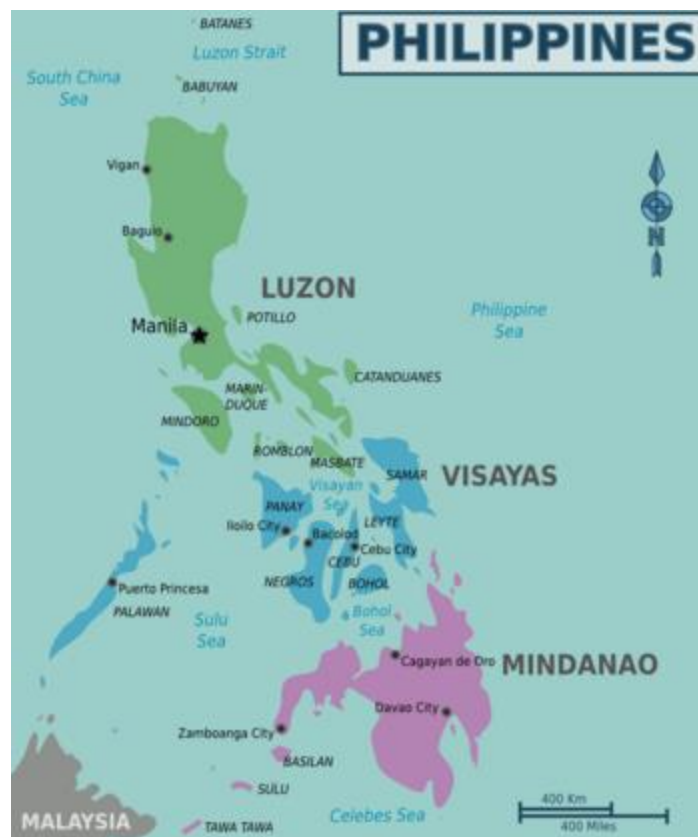 BATANES
PHILIPPINES
Luzon Strait
South China
Sea
BABUYAN
Vigan
Baguio
N
LUZON
Philippine
Sea
POTILLO
Manila
CATANDUANES
MARIN-
DUQUE
MINDORO
ROMBLON
MASBATE
SAMAR
VISAYAS
Visayan
Sea
PANAY
LEYTE
Iloilo City
Bacolod
Cebu City
CEBU
NEGROS
BOHOL
Puerto Princesa
PALAWAN
Sulu
Sea
Bohol
Sea
Cagayan de Oro
MINDANAO
Davao City
Zamboanga City
BASILAN
SULU
400 Km
400 Miles
MALAYSIA
TAWA TAWA
Celebes Sea